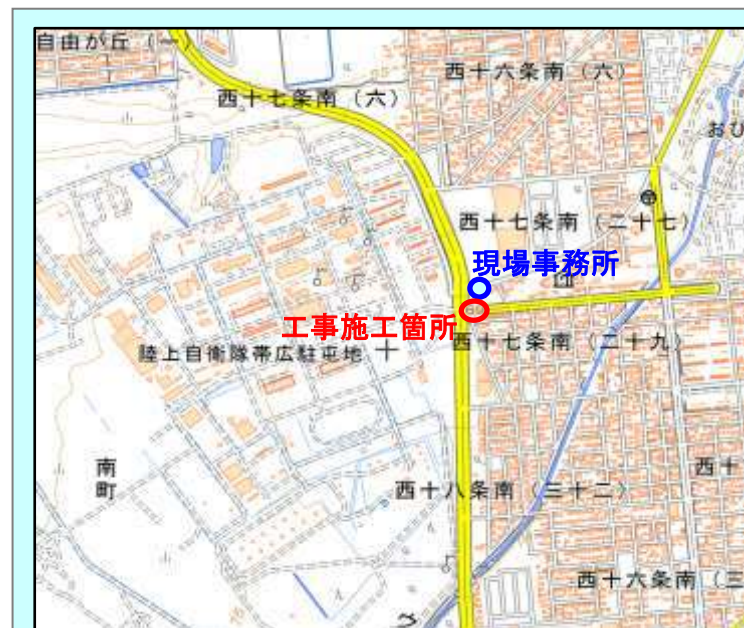 自由が丘（一）
西十六条南（六）
西十七条南（六）
おび
西十七条南（二十七）
現場事務所
工事施工箇所
西十七条南（二十九）
陸上自衛隊帯広駐屯地
南町
西十
西十八条南（三十二）
西十六条南（三